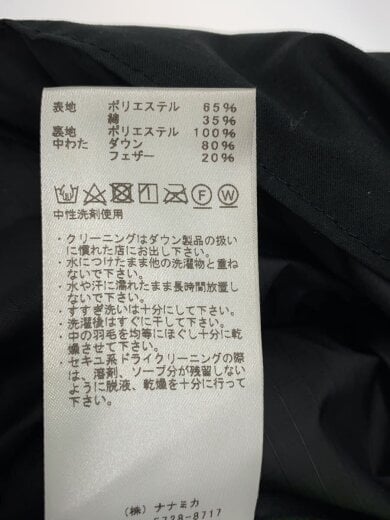 表地 ポリエステル 65%
綿 35%
裏地 ポリエステル 100%
中わた ダウン 80%
フェザー 20%
F W
中性洗剤使用
・クリーニングはダウン製品の扱い
に慣れた店にお出し下さい。
・水につけたまま他の洗濯物と重ね
ないで下さい。
・水や汗に濡れたまま長時間放置し
ないで下さい。
・すすぎ洗いは十分にして下さい。
・洗濯後はすぐに干して下さい。
・中の羽毛を均等にほぐし十分に乾
燥させて下さい。
・セキユ系ドライクリーニングの際
は、溶剤、ソープ分が残留しない
ように脱液、乾燥を十分に行って
下さい。
(株) ナナミカ
5728-8717